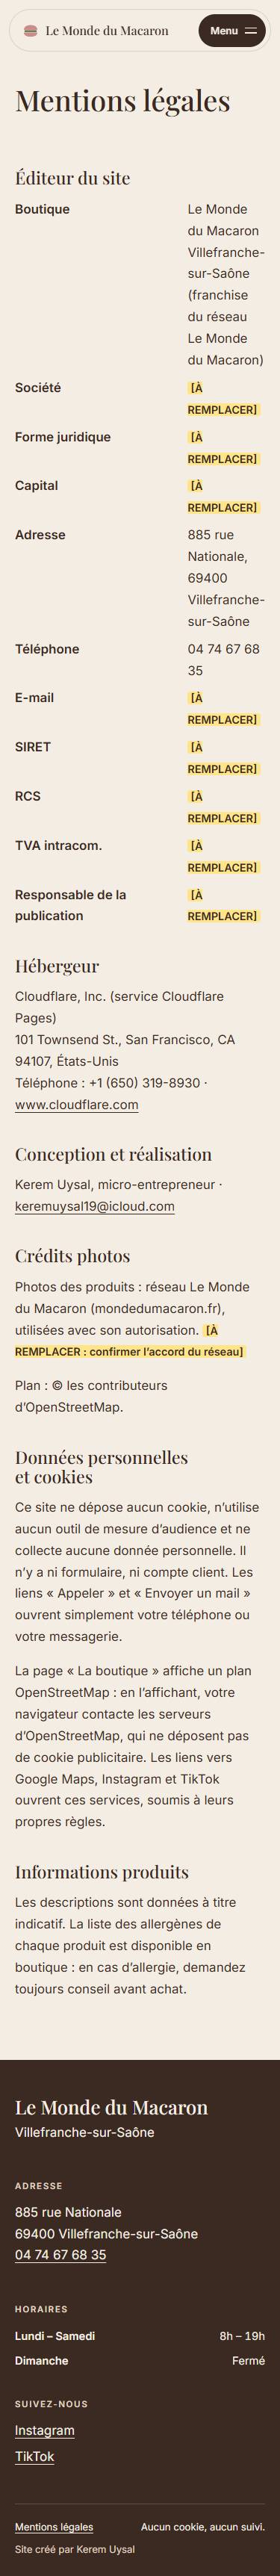 Le Monde du Macaron
Menu
Mentions légales
Éditeur du site
Boutique
Le Monde
du Macaron
Villefranche-
sur-Saône
(franchise
du réseau
Le Monde
du Macaron)
Société
[À
REMPLACER]
Forme juridique
[À
REMPLACER]
Capital
[À
REMPLACER]
Adresse
885 rue
Nationale,
69400
Villefranche-
sur-Saône
Téléphone
04 74 67 68
35
E-mail
[À
REMPLACER]
SIRET
[À
REMPLACER]
RCS
[À
REMPLACER]
TVA intracom.
[À
REMPLACER]
Responsable de la
publication
[À
REMPLACER]
Hébergeur
Cloudflare, Inc. (service Cloudflare
Pages)
101 Townsend St., San Francisco, CA
94107, États-Unis
Téléphone : +1 (650) 319-8930 ·
www.cloudflare.com
Conception et réalisation
Kerem Uysal, micro-entrepreneur ·
keremuysal19@icloud.com
Crédits photos
Photos des produits : réseau Le Monde
du Macaron (mondedumacaron.fr),
utilisées avec son autorisation. [À
REMPLACER : confirmer l’accord du réseau]
Plan : © les contributeurs
d’OpenStreetMap.
Données personnelles
et cookies
Ce site ne dépose aucun cookie, n’utilise
aucun outil de mesure d’audience et ne
collecte aucune donnée personnelle. Il
n’y a ni formulaire, ni compte client. Les
liens « Appeler » et « Envoyer un mail »
ouvrent simplement votre téléphone ou
votre messagerie.
La page « La boutique » affiche un plan
OpenStreetMap : en l’affichant, votre
navigateur contacte les serveurs
d’OpenStreetMap, qui ne déposent pas
de cookie publicitaire. Les liens vers
Google Maps, Instagram et TikTok
ouvrent ces services, soumis à leurs
propres règles.
Informations produits
Les descriptions sont données à titre
indicatif. La liste des allergènes de
chaque produit est disponible en
boutique : en cas d’allergie, demandez
toujours conseil avant achat.
Le Monde du Macaron
Villefranche-sur-Saône
ADRESSE
885 rue Nationale
69400 Villefranche-sur-Saône
04 74 67 68 35
HORAIRES
Lundi – Samedi 8h – 19h
Dimanche Fermé
SUIVEZ-NOUS
Instagram
TikTok
Mentions légales Aucun cookie, aucun suivi.
Site créé par Kerem Uysal